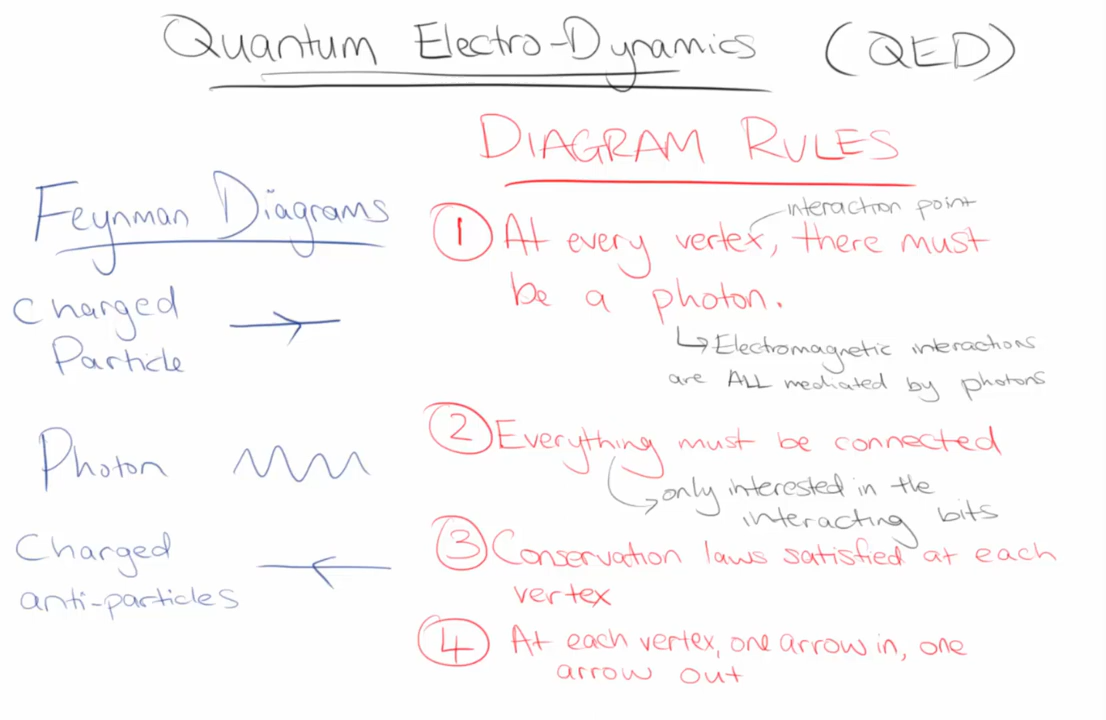 Quantum Electro-Dynamics (QED)
Feynman Diagrams
Charged
Particle
Photon
Charged
anti-particles
DIAGRAM RULES
interaction point
1 At every vertex, there must
be a photon.
Electromagnetic interactions
are ALL mediated by photons
2 Everything must be connected
only interested in the
interacting bits
3 Conservation laws satisfied at each
vertex
4 At each vertex, one arrow in, one
arrow out